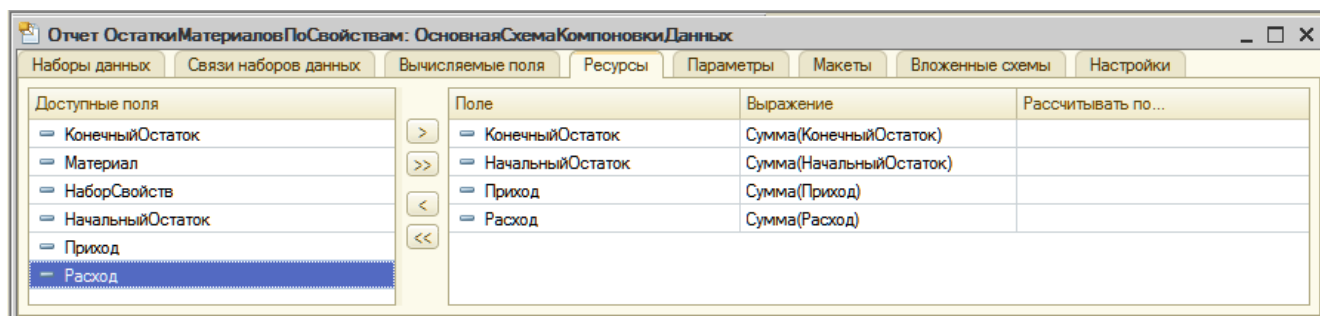 Отчет ОстаткиМатериаловПоСвойствам: ОсновнаяСхемаКомпоновкиДанных
Наборы данных Связи наборов данных Вычисляемые поля Ресурсы Параметры Макеты Вложенные схемы Настройки
Доступные поля Поле Выражение Рассчитывать по...
КонечныйОстаток > КонечныйОстаток Сумма(КонечныйОстаток)
Материал >> НачальныйОстаток Сумма(НачальныйОстаток)
НаборСвойств < Приход Сумма(Приход)
НачальныйОстаток << Расход Сумма(Расход)
Приход
Расход